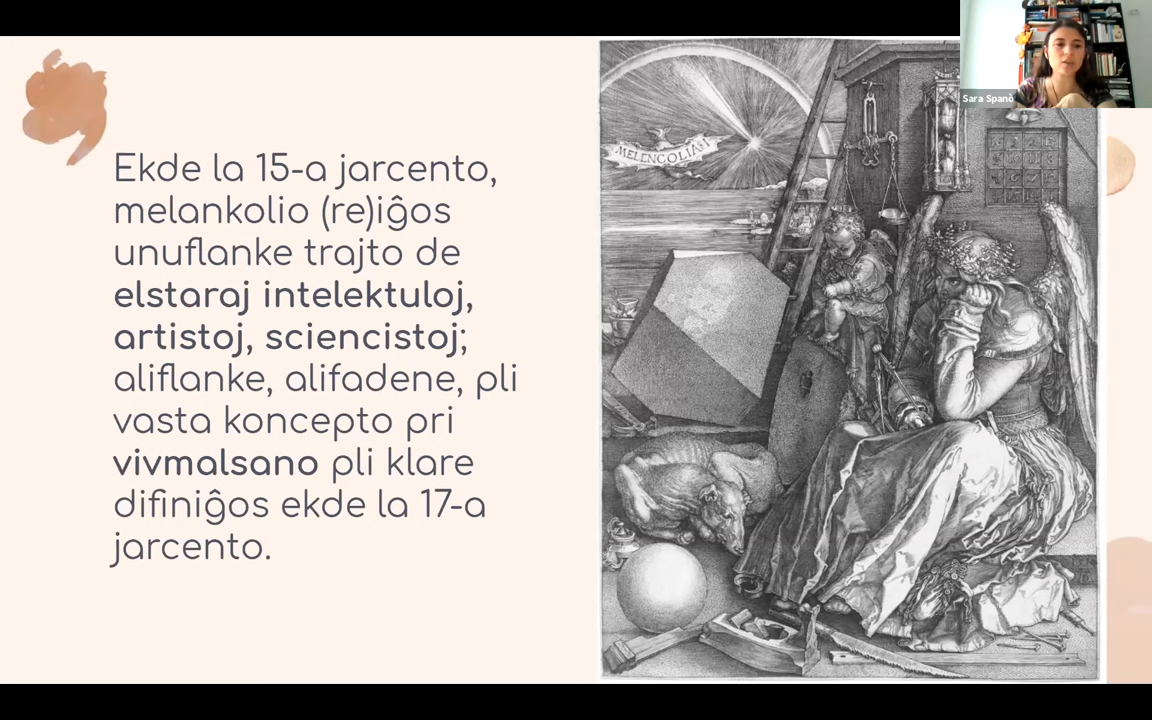 Ekde la 15-a jarcento,
melankolio (re)iĝos
unuflanke trajto de
elstaraj intelektuloj,
artistoj, sciencistoj;
aliflanke, alifadene, pli
vasta koncepto pri
vivmalsano pli klare
difiniĝos ekde la 17-a
jarcento.
MELENCOLIA§I
Sara Spanò